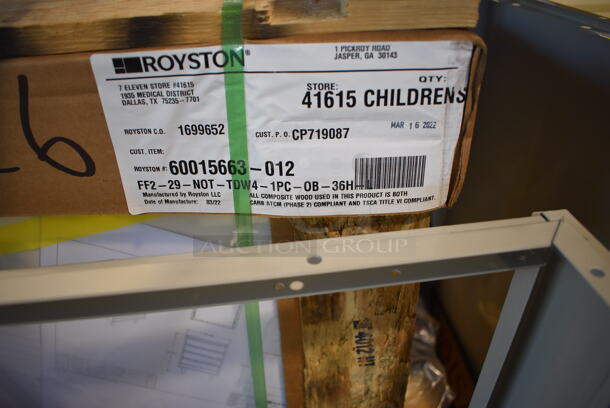 ROYSTON®
1 PICKROY ROAD
JASPER, GA 30143
7 ELEVEN STORE #41615
1935 MEDICAL DISTRICT
DALLAS, TX 75235-7701
STORE:
QTY:
41615 CHILDRENS
ROYSTON C.O. 1699652
CUST. P.O. CP719087
MAR 16 2022
CUST. ITEM:
ROYSTON #: 60015663-012
FF2-29-NOT-TDW4-1PC-OB-36H
Manufactured by Royston LLC
Date of Manufacture: 03/22
ALL COMPOSITE WOOD USED IN THIS PRODUCT IS BOTH
CARB ATCM (PHASE 2) COMPLIANT AND TSCA TITLE VI COMPLIANT.
6
AUCTION GROUP